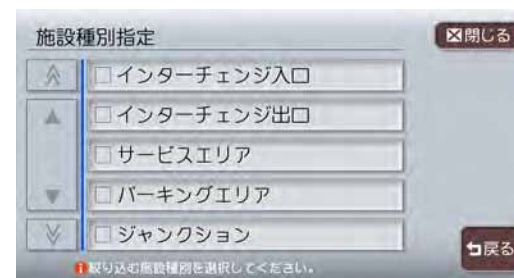 施設種別指定
閉じる
インターチェンジ入口
インターチェンジ出口
サービスエリア
パーキングエリア
ジャンクション
戻る
絞り込む施設種別を選択してください。